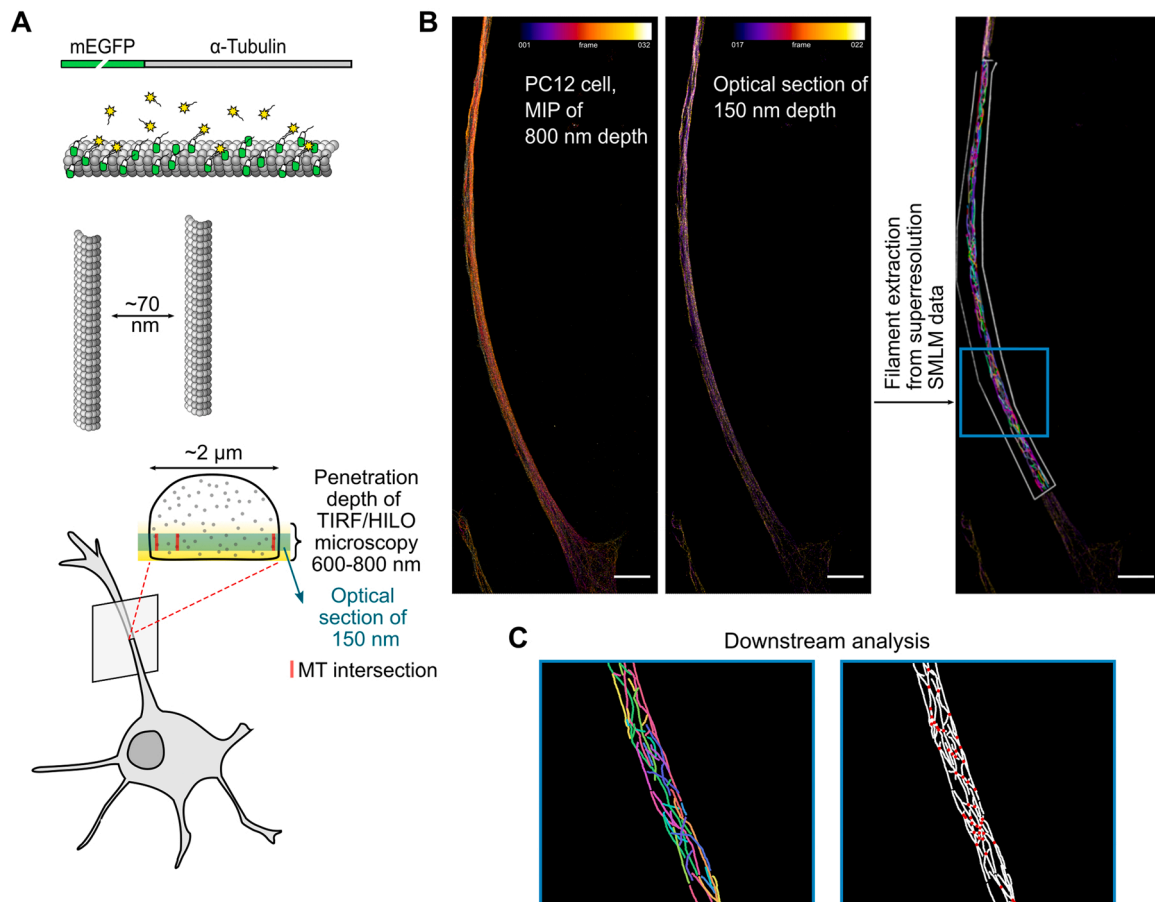 A
mEGFP
α-Tubulin
~70
nm
~2 μm
Penetration
depth of
TIRF/HILO
microscopy
600-800 nm
Optical
section of
150 nm
MT intersection
B
001
frame
032
PC12 cell,
MIP of
800 nm depth
017
frame
022
Optical section of
150 nm depth
Filament extraction
from superresolution
SMLM data
C
Downstream analysis